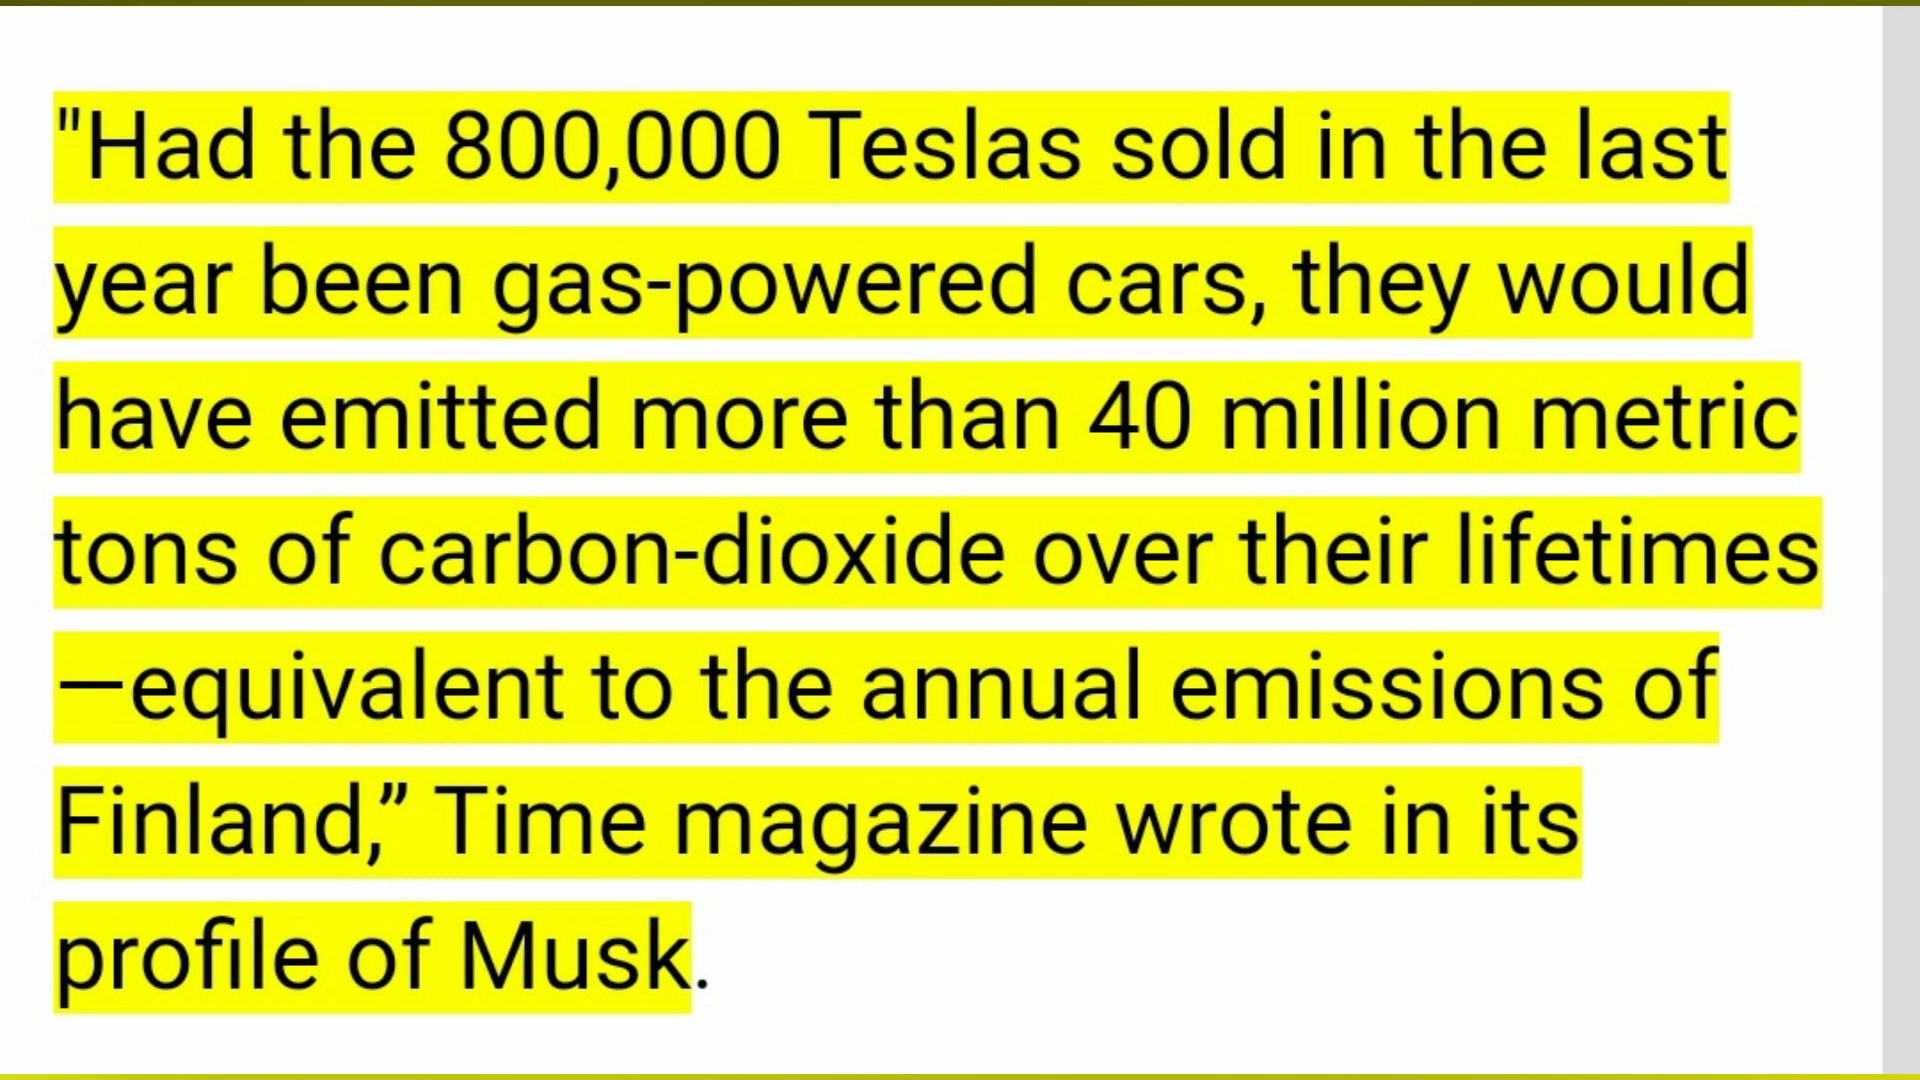 "Had the 800,000 Teslas sold in the last
year been gas-powered cars, they would
have emitted more than 40 million metric
tons of carbon-dioxide over their lifetimes
—equivalent to the annual emissions of
Finland,” Time magazine wrote in its
profile of Musk.